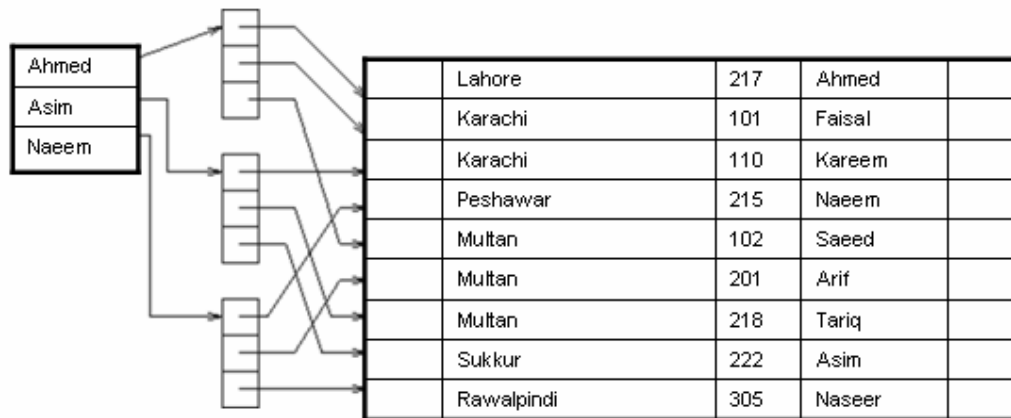 Ahmed
Asim
Naeem
Lahore 217 Ahmed
Karachi 101 Faisal
Karachi 110 Kareem
Peshawar 215 Naeem
Multan 102 Saeed
Multan 201 Arif
Multan 218 Tariq
Sukkur 222 Asim
Rawalpindi 305 Naseer